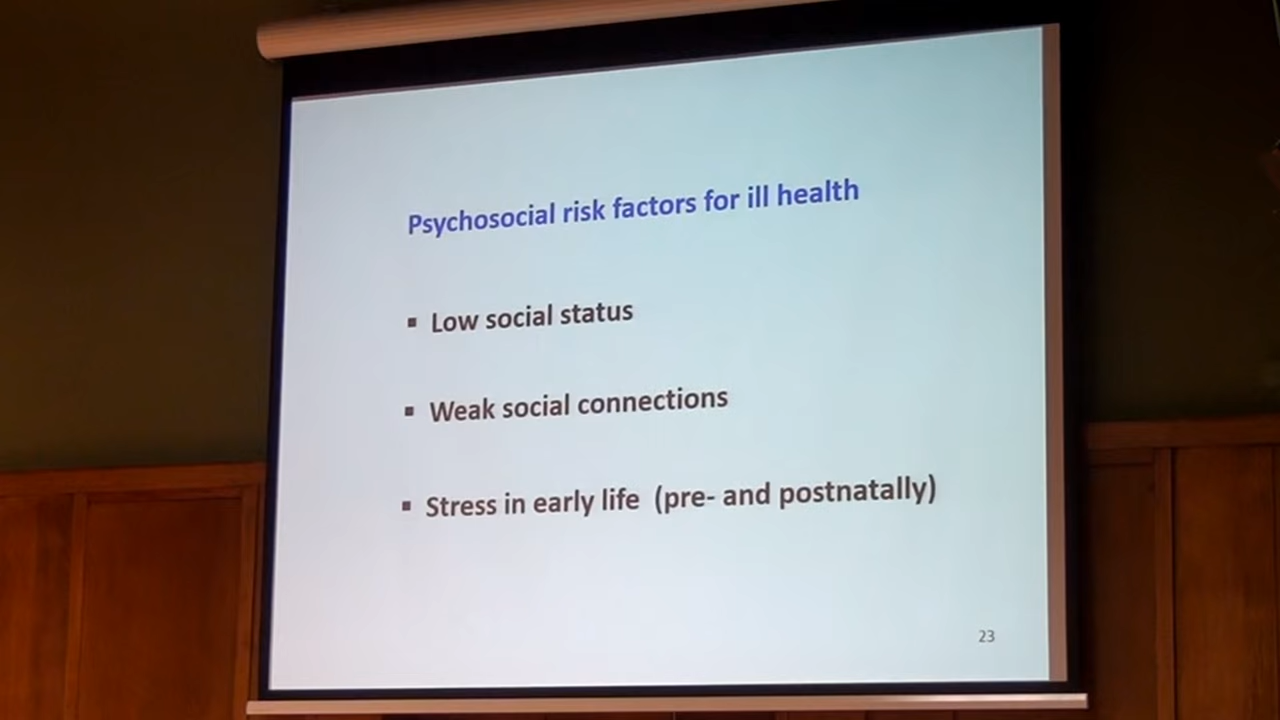 Psychosocial risk factors for ill health
▪ Low social status
▪ Weak social connections
▪ Stress in early life (pre- and postnatally)
23